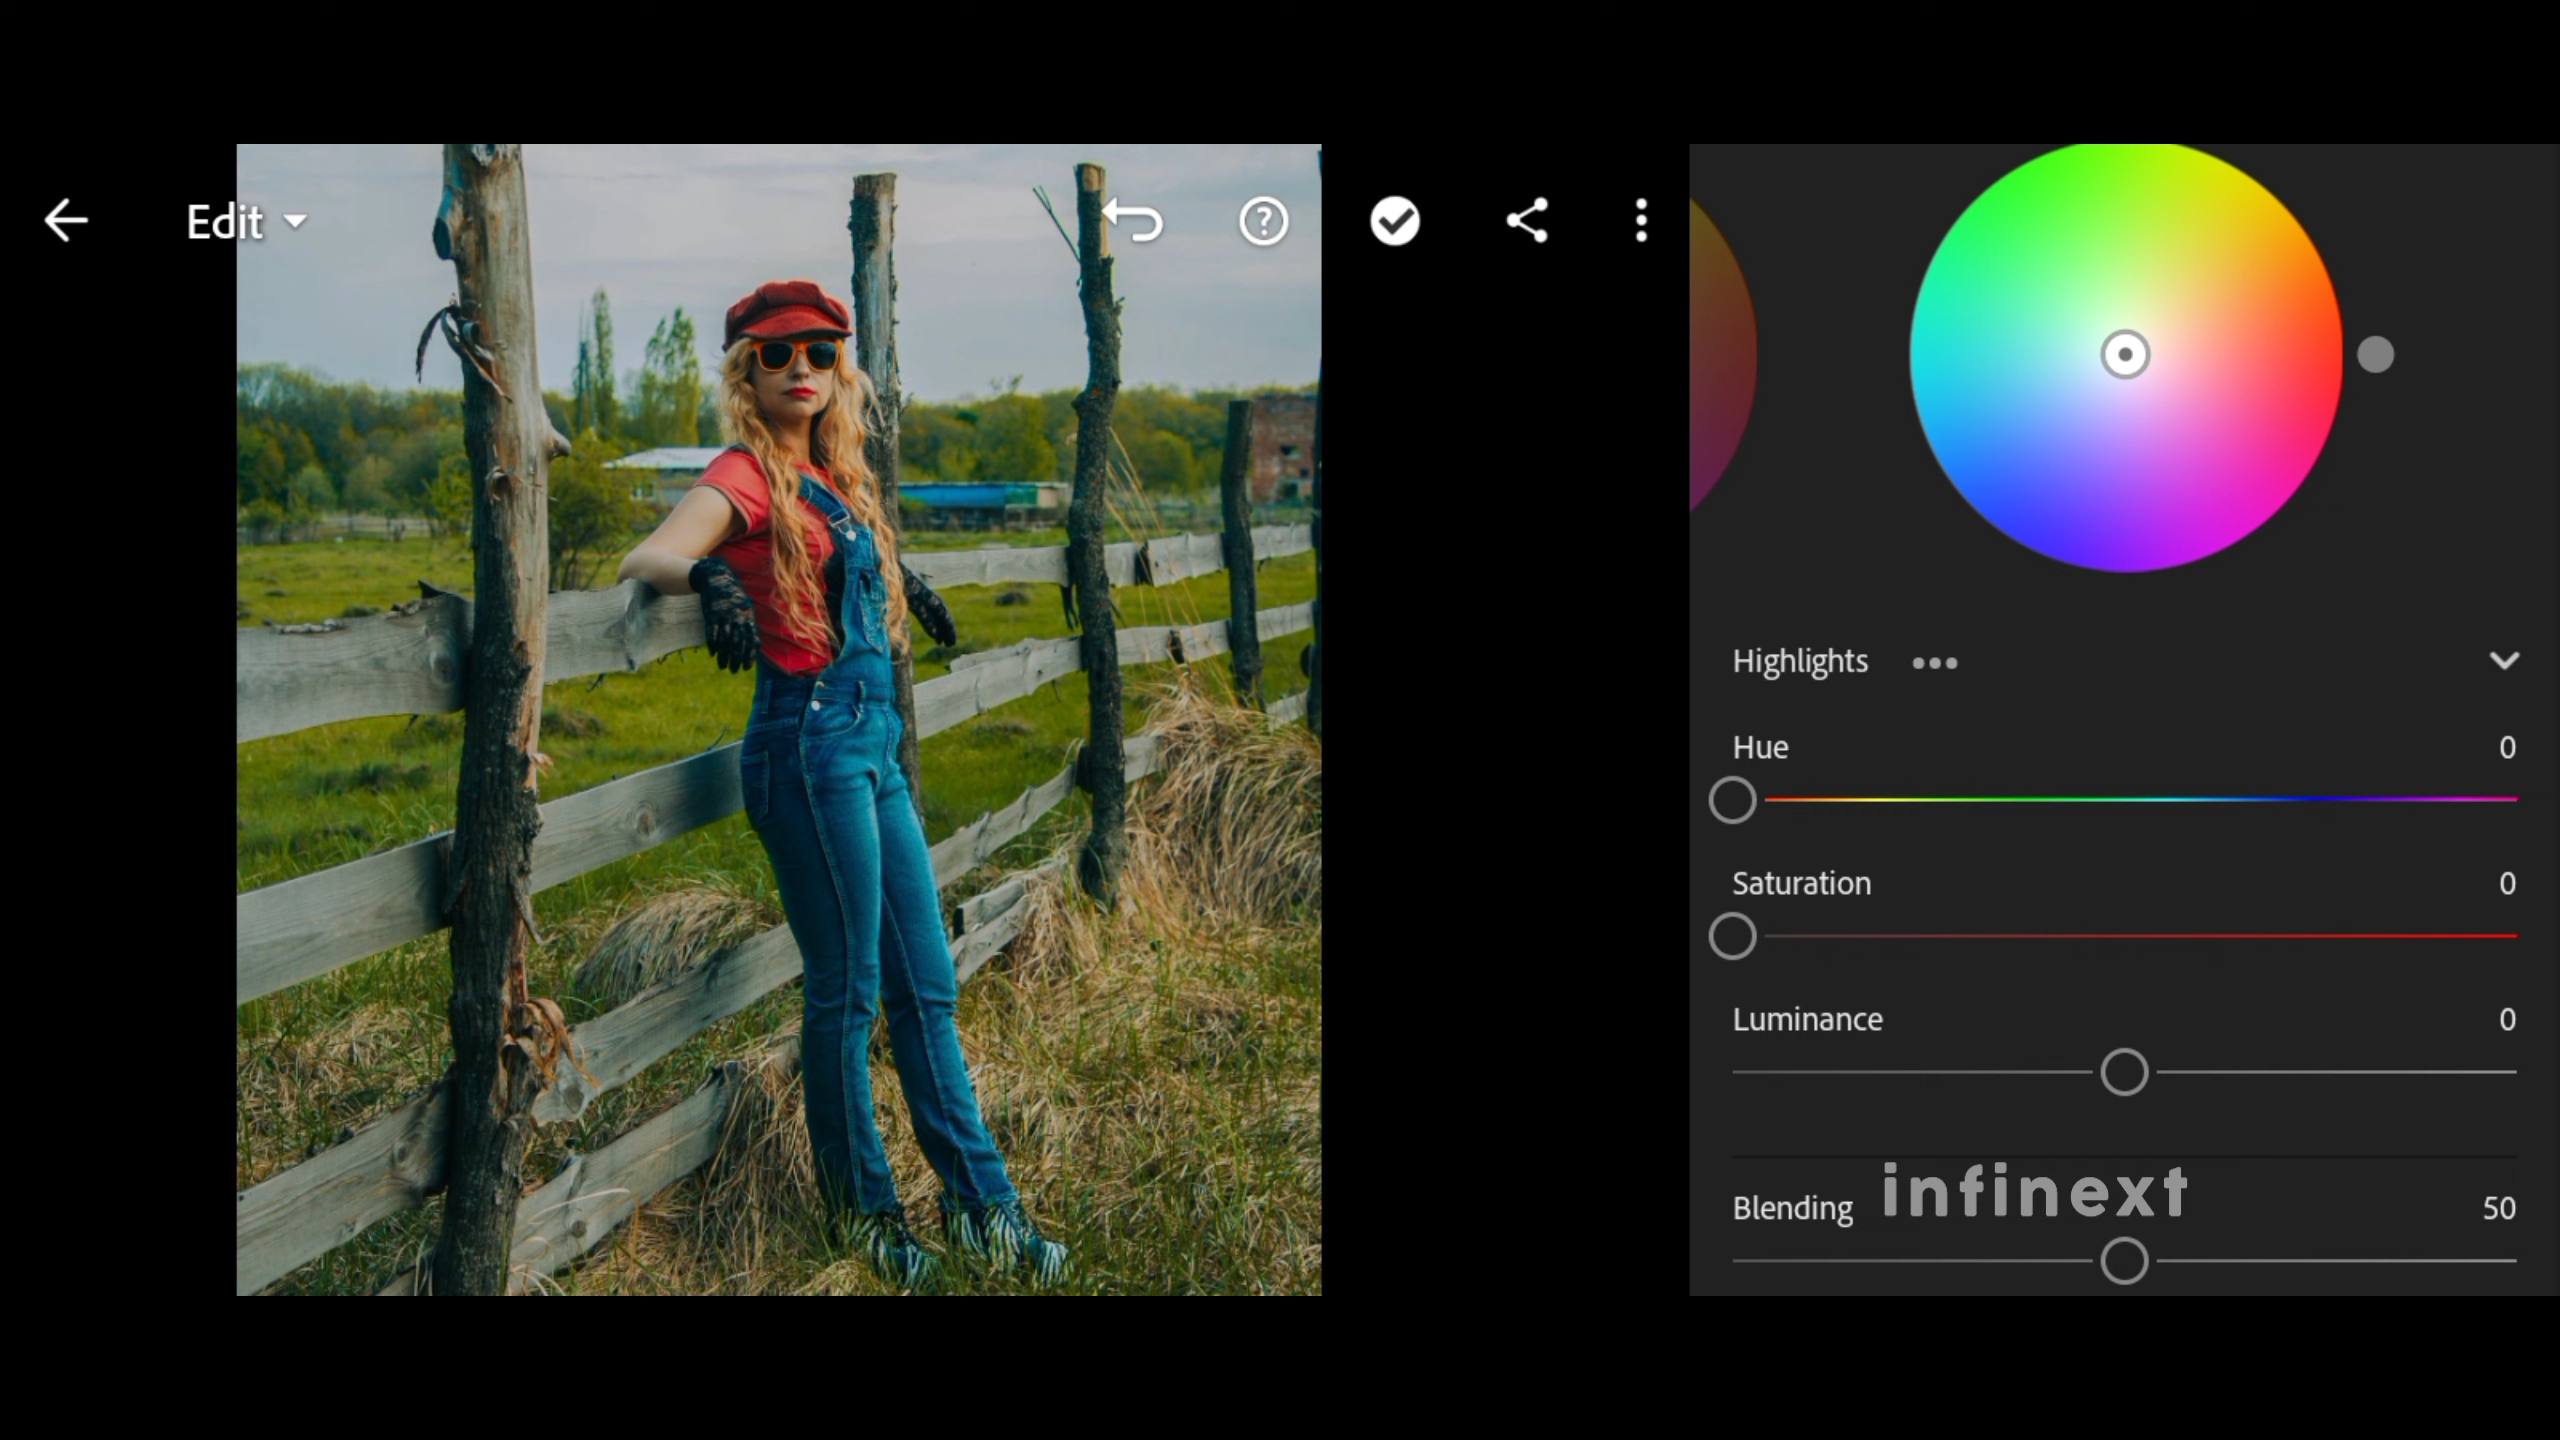 Edit
Highlights
Hue 0
Saturation 0
Luminance 0
infinext
Blending 50